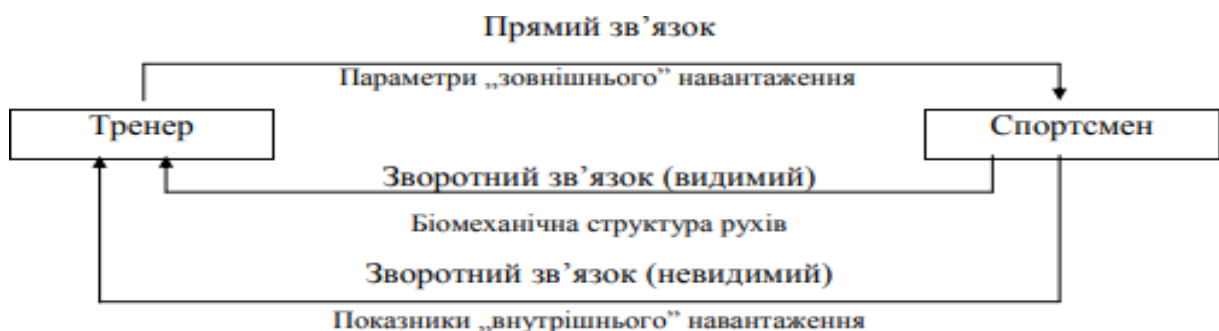 Прямий зв’язок
Параметри „зовнішнього” навантаження
Тренер
Спортсмен
Зворотний зв’язок (видимий)
Біомеханічна структура рухів
Зворотний зв’язок (невидимий)
Показники „внутрішнього” навантаження